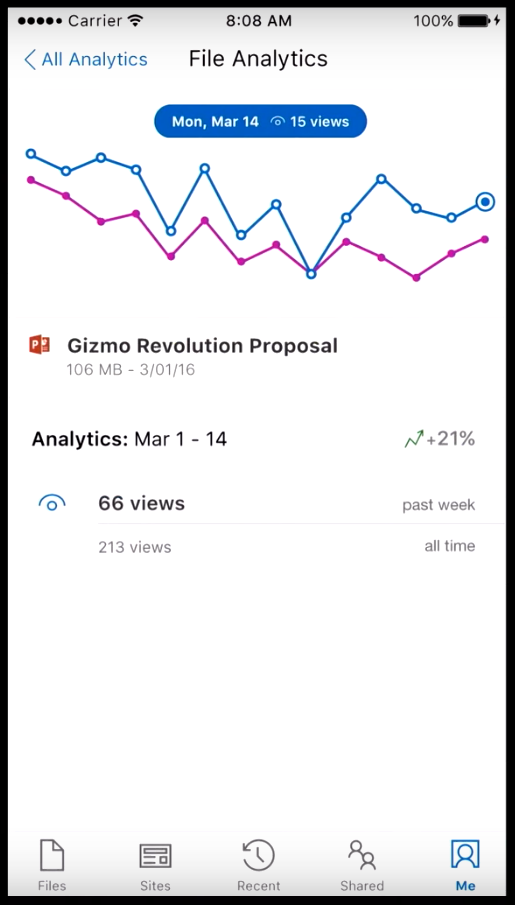 Carrier 8:08 AM 100%
All Analytics File Analytics
Mon, Mar 14 15 views
P Gizmo Revolution Proposal
106 MB - 3/01/16
Analytics: Mar 1 - 14 +21%
66 views past week
213 views all time
Files Sites Recent Shared Me